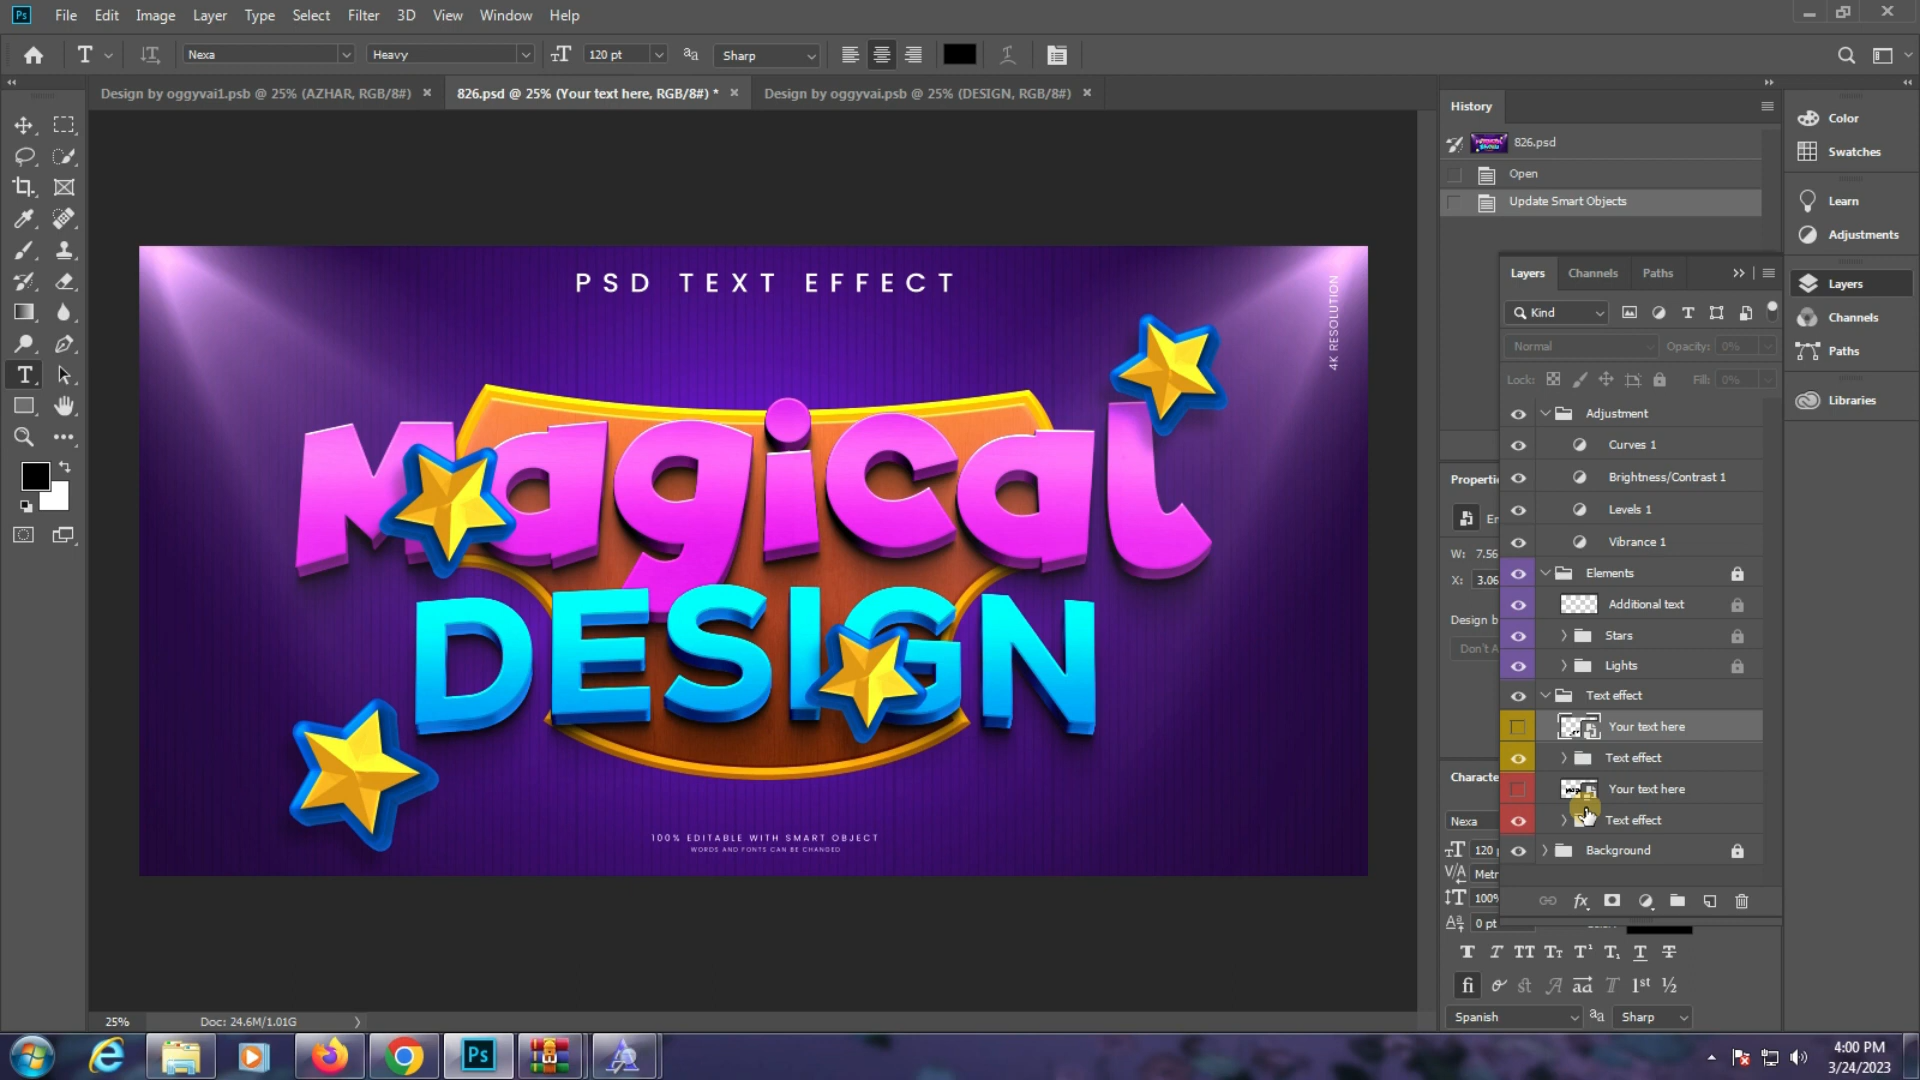 Ps File Edit Image Layer Type Select Filter 3D View Window Help
Nexa Heavy 120 pt Sharp
Design by oggyvai1.psb @ 25% (AZHAR, RGB/8#) × 826.psd @ 25% (Your text here, RGB/8#) * × Design by oggyvai.psb @ 25% (DESIGN, RGB/8#) ×
PSD TEXT EFFECT
4K RESOLUTION
Magical
DESIGN
100% EDITABLE WITH SMART OBJECT
WORDS AND FONTS CAN BE CHANGED
25% Doc: 24.6M/1.01G
History
826.psd
Open
Update Smart Objects
Layers Channels Paths
Kind
Normal Opacity: 0%
Lock: Fill: 0%
Adjustment
Curves 1
Brightness/Contrast 1
Levels 1
Vibrance 1
Elements
Additional text
Stars
Lights
Text effect
Your text here
Text effect
Your text here
Text effect
Background
Properti
W: 7.56
X: 3.06
Design b
Don't A
Characte
Nexa
120
Metr
100%
0 pt
Spanish Sharp
Color
Swatches
Learn
Adjustments
Layers
Channels
Paths
Libraries
4:00 PM
3/24/2023